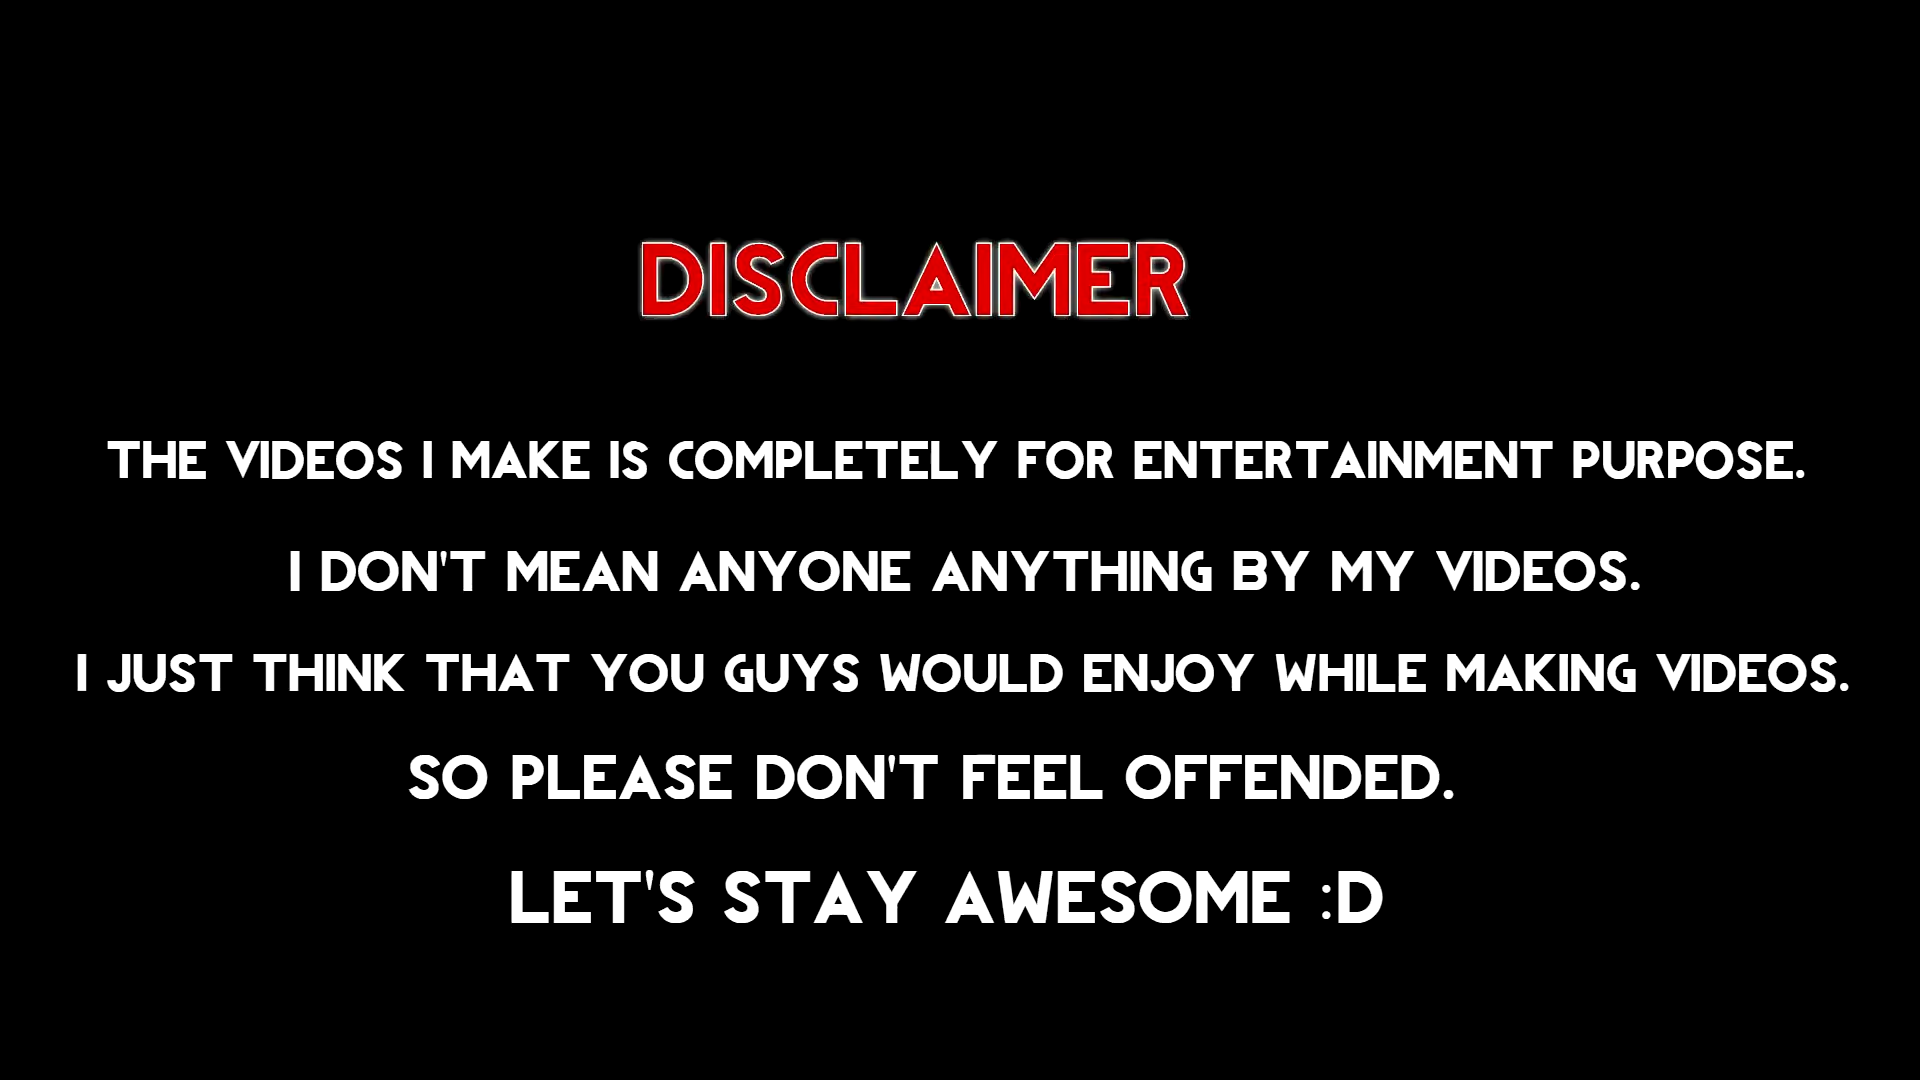 DISCLAIMER
THE VIDEOS I MAKE IS COMPLETELY FOR ENTERTAINMENT PURPOSE.
I DON'T MEAN ANYONE ANYTHING BY MY VIDEOS.
I JUST THINK THAT YOU GUYS WOULD ENJOY WHILE MAKING VIDEOS.
SO PLEASE DON'T FEEL OFFENDED.
LET'S STAY AWESOME :D